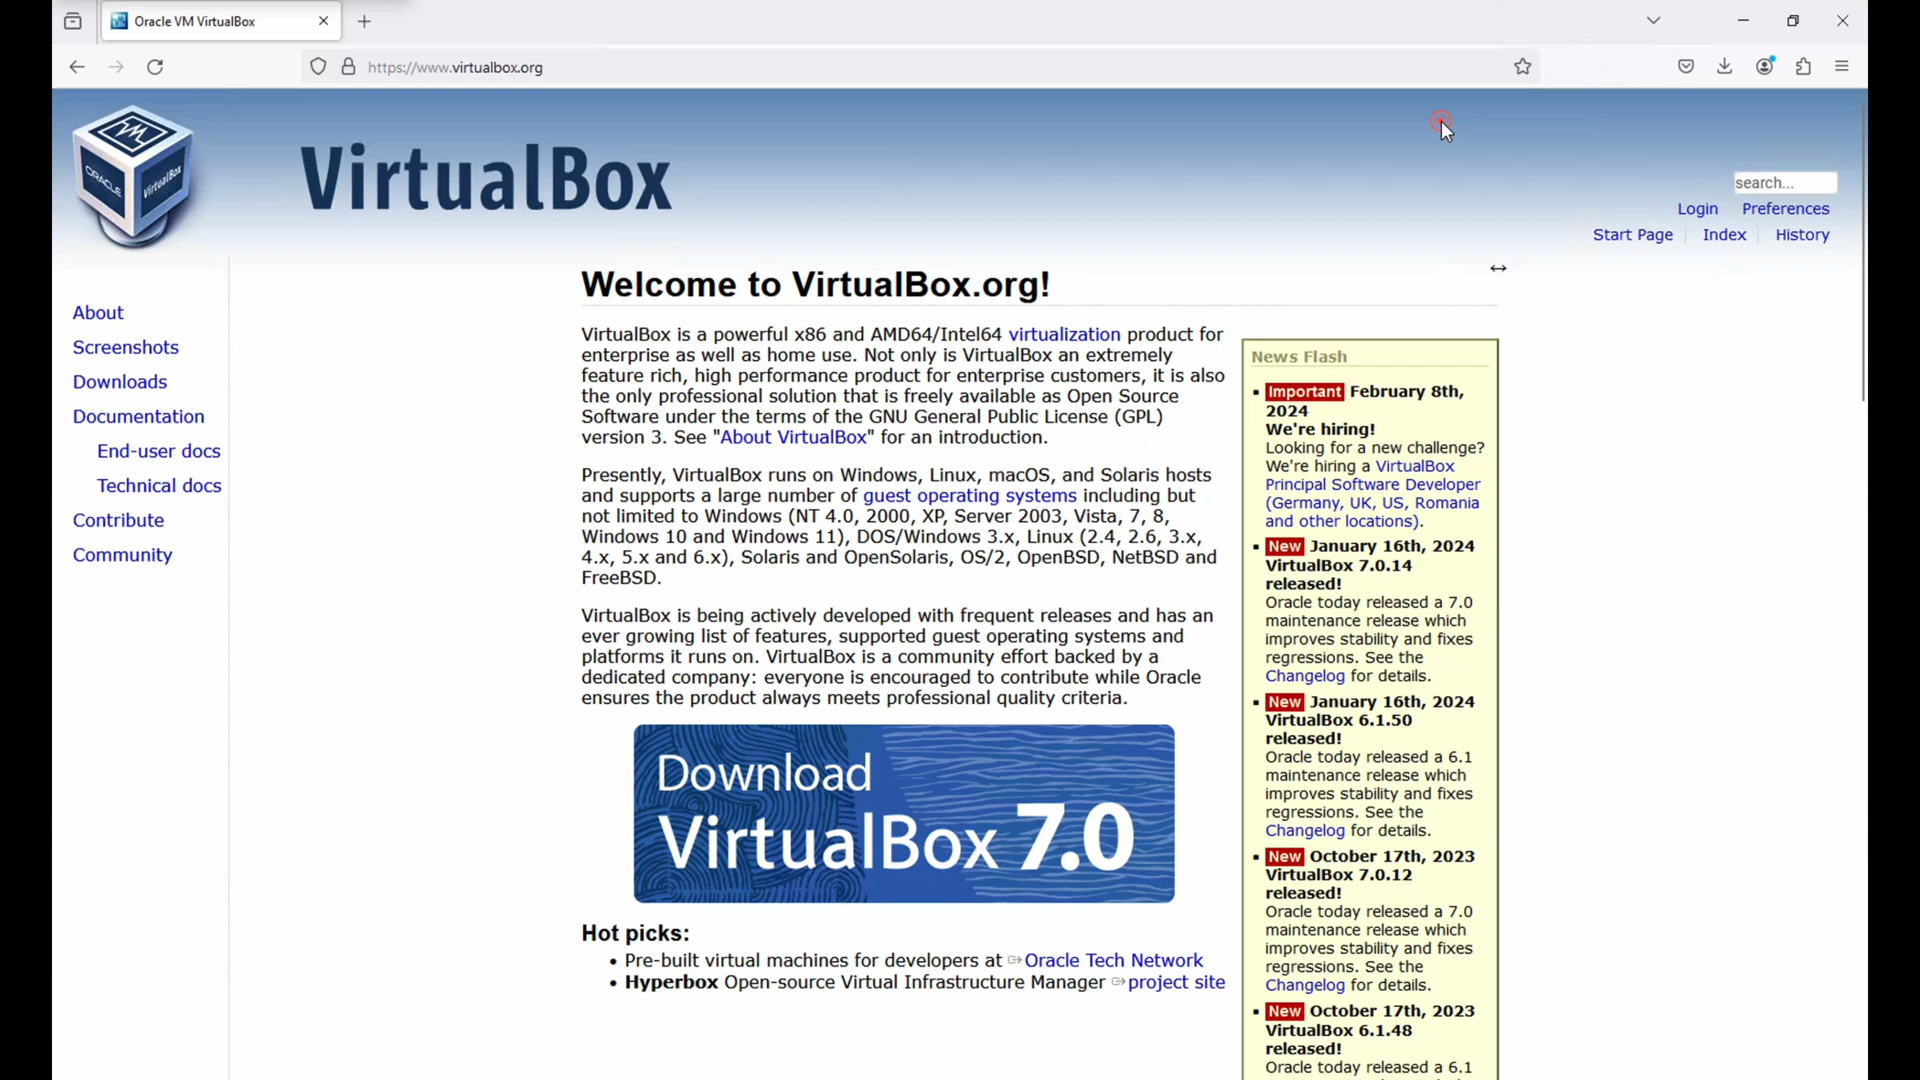 Oracle VM VirtualBox
https://www.virtualbox.org
VM
ORACLE
VirtualBox
VirtualBox
search...
Login
Preferences
Start Page
Index
History
About
Screenshots
Downloads
Documentation
End-user docs
Technical docs
Contribute
Community
Welcome to VirtualBox.org!
VirtualBox is a powerful x86 and AMD64/Intel64 virtualization product for
enterprise as well as home use. Not only is VirtualBox an extremely
feature rich, high performance product for enterprise customers, it is also
the only professional solution that is freely available as Open Source
Software under the terms of the GNU General Public License (GPL)
version 3. See "About VirtualBox" for an introduction.
Presently, VirtualBox runs on Windows, Linux, macOS, and Solaris hosts
and supports a large number of guest operating systems including but
not limited to Windows (NT 4.0, 2000, XP, Server 2003, Vista, 7, 8,
Windows 10 and Windows 11), DOS/Windows 3.x, Linux (2.4, 2.6, 3.x,
4.x, 5.x and 6.x), Solaris and OpenSolaris, OS/2, OpenBSD, NetBSD and
FreeBSD.
VirtualBox is being actively developed with frequent releases and has an
ever growing list of features, supported guest operating systems and
platforms it runs on. VirtualBox is a community effort backed by a
dedicated company: everyone is encouraged to contribute while Oracle
ensures the product always meets professional quality criteria.
Download
VirtualBox 7.0
Hot picks:
Pre-built virtual machines for developers at Oracle Tech Network
Hyperbox Open-source Virtual Infrastructure Manager project site
News Flash
Important February 8th,
2024
We're hiring!
Looking for a new challenge?
We're hiring a VirtualBox
Principal Software Developer
(Germany, UK, US, Romania
and other locations).
New January 16th, 2024
VirtualBox 7.0.14
released!
Oracle today released a 7.0
maintenance release which
improves stability and fixes
regressions. See the
Changelog for details.
New January 16th, 2024
VirtualBox 6.1.50
released!
Oracle today released a 6.1
maintenance release which
improves stability and fixes
regressions. See the
Changelog for details.
New October 17th, 2023
VirtualBox 7.0.12
released!
Oracle today released a 7.0
maintenance release which
improves stability and fixes
regressions. See the
Changelog for details.
New October 17th, 2023
VirtualBox 6.1.48
released!
Oracle today released a 6.1